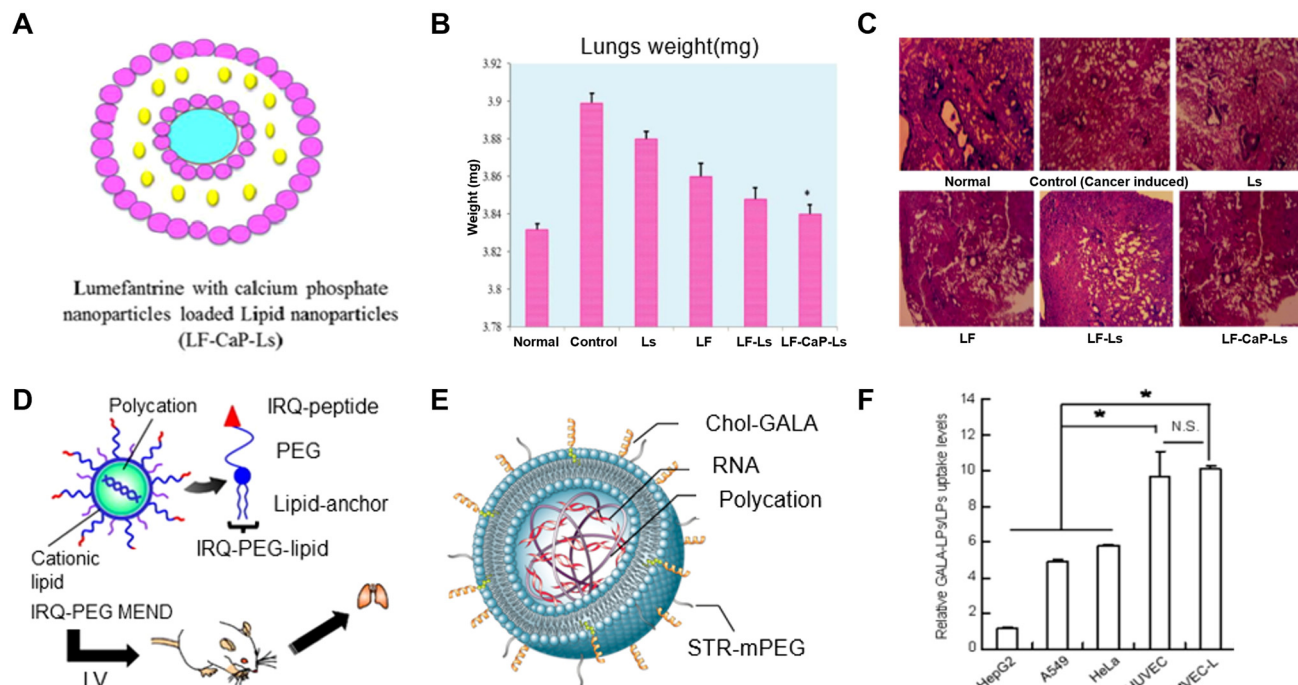 A
Lumefantrine with calcium phosphate
nanoparticles loaded Lipid nanoparticles
(LF-CaP-Ls)
B
Lungs weight(mg)
Weight (mg)
3.92
3.9
3.88
3.86
3.84
3.82
3.8
3.78
*
Normal Control Ls LF LF-Ls LF-CaP-Ls
C
Normal Control (Cancer induced) Ls
LF LF-Ls LF-CaP-Ls
D
Polycation
IRQ-peptide
PEG
Lipid-anchor
IRQ-PEG-lipid
Cationic
lipid
IRQ-PEG MEND
I.V.
E
Chol-GALA
RNA
Polycation
STR-mPEG
F
Relative GALA-LPs/LPs uptake levels
14
12
10
8
6
4
2
0
*
*
N.S.
HepG2 A549 HeLa